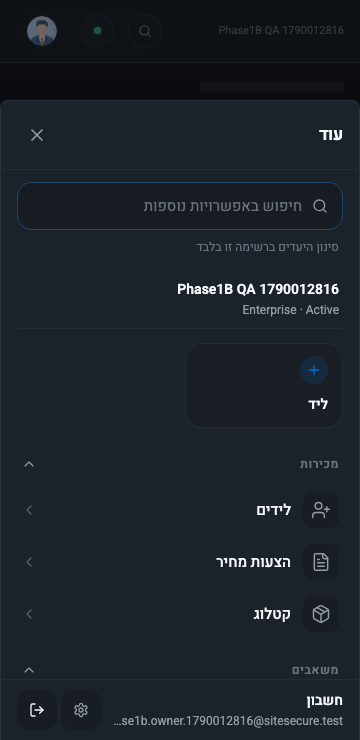 Phase1B QA 1790012816
עוד
חיפוש באפשרויות נוספות
סינון היעדים ברשימה זו בלבד
Phase1B QA 1790012816
Enterprise · Active
ליד
מכירות
לידים
הצעות מחיר
קטלוג
משאבים
חשבון
...se1b.owner.1790012816@sitesecure.test